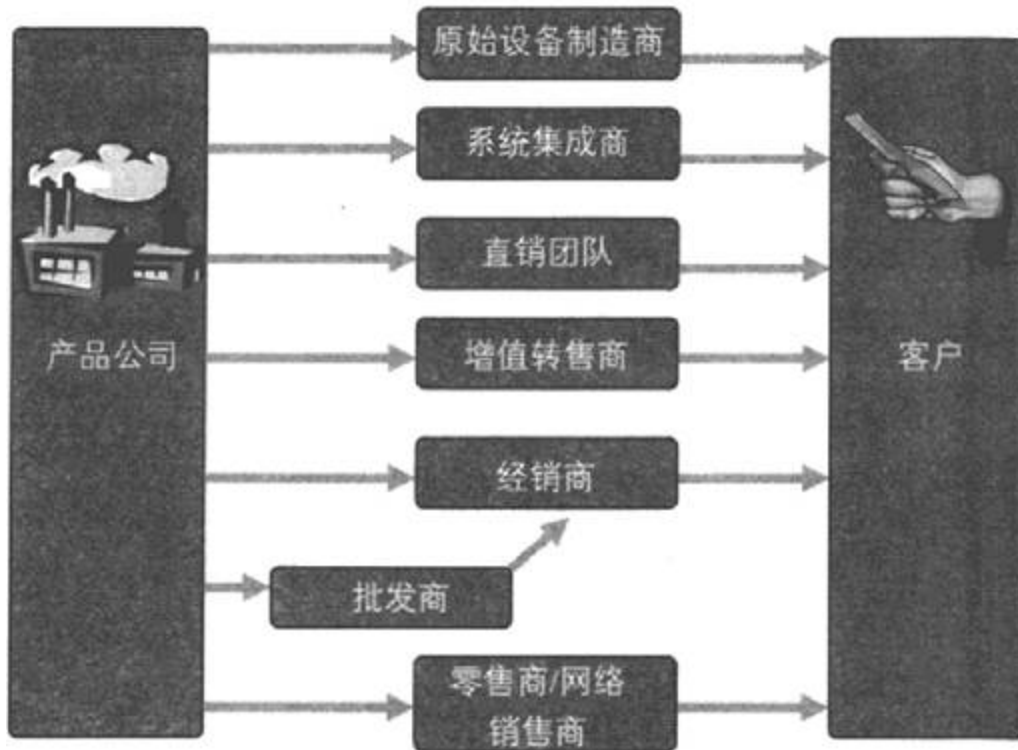 原始设备制造商
系统集成商
直销团队
产品公司
增值转售商
客户
经销商
批发商
零售商/网络
销售商